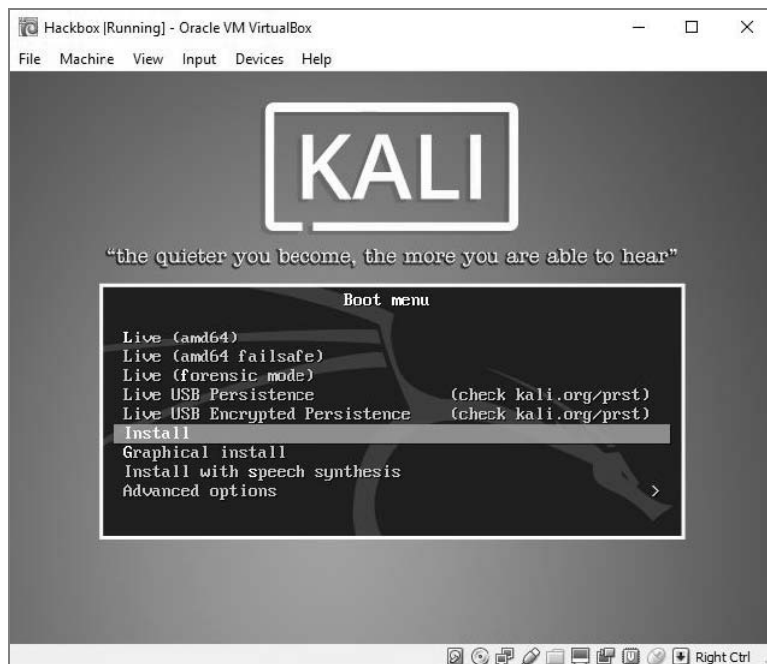 Hackbox [Running] - Oracle VM VirtualBox
File Machine View Input Devices Help
KALI
“the quieter you become, the more you are able to hear”
Boot menu
Live (amd64)
Live (amd64 failsafe)
Live (forensic mode)
Live USB Persistence (check kali.org/prst)
Live USB Encrypted Persistence (check kali.org/prst)
Install
Graphical install
Install with speech synthesis
Advanced options >
Right Ctrl